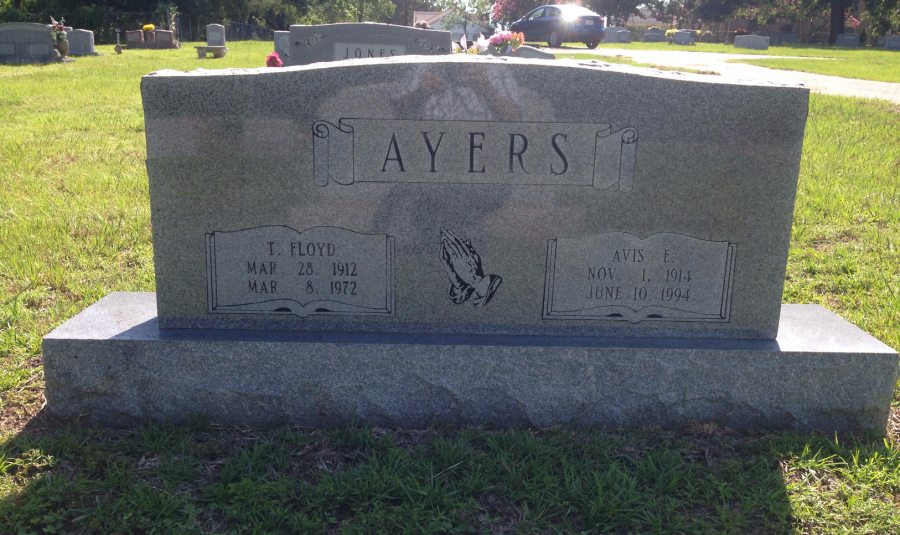 JONES
AYERS
T. FLOYD
MAR 28. 1912
MAR. 8. 1972
AVIS E.
NOV. 1. 1914
JUNE 10. 1994